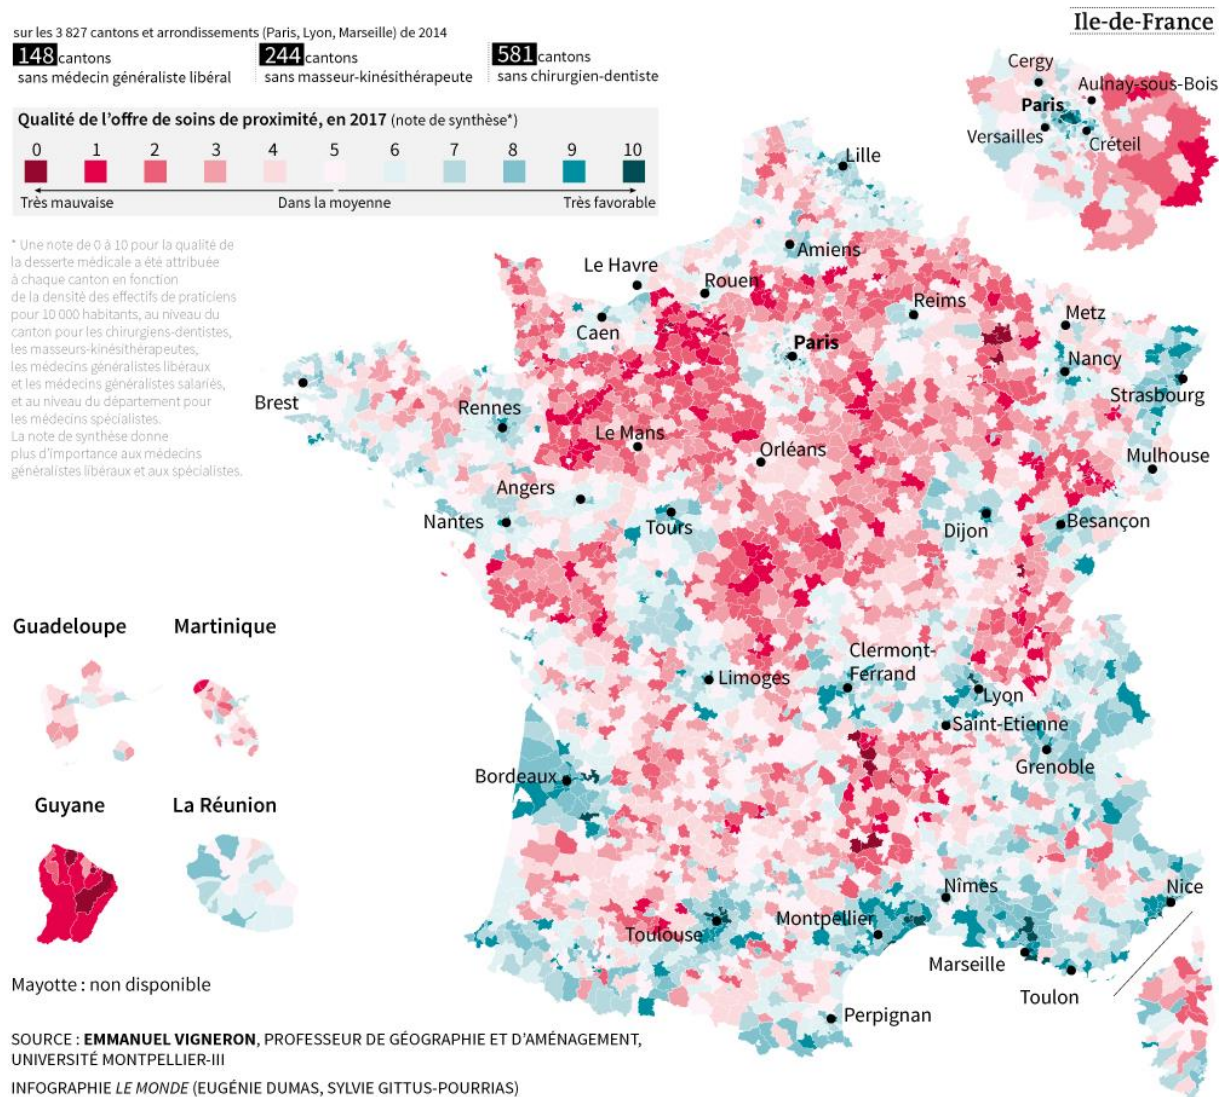 Ile-de-France
sur les 3 827 cantons et arrondissements (Paris, Lyon, Marseille) de 2014
148 cantons
sans médecin généraliste libéral
244 cantons
sans masseur-kinésithérapeute
581 cantons
sans chirurgien-dentiste
Qualité de l'offre de soins de proximité, en 2017 (note de synthèse*)
0 1 2 3 4 5 6 7 8 9 10
Très mauvaise Dans la moyenne Très favorable
* Une note de 0 à 10 pour la qualité de
la desserte médicale a été attribuée
à chaque canton en fonction
de la densité des effectifs de praticiens
pour 10 000 habitants, au niveau du
canton pour les chirurgiens-dentistes,
les masseurs-kinésithérapeutes,
les médecins généralistes libéraux
et les médecins généralistes salariés,
et au niveau du département pour
les médecins spécialistes.
La note de synthèse donne
plus d'importance aux médecins
généralistes libéraux et aux spécialistes.
Cergy
Aulnay-sous-Bois
Paris
Versailles
Créteil
Lille
Amiens
Le Havre
Rouen
Reims
Caen
Metz
Paris
Nancy
Strasbourg
Brest
Rennes
Le Mans
Orléans
Mulhouse
Angers
Nantes
Tours
Dijon
Besançon
Clermont-
Ferrand
Limoges
Lyon
Saint-Etienne
Bordeaux
Grenoble
Nîmes
Nice
Montpellier
Toulouse
Marseille
Toulon
Perpignan
Guadeloupe
Martinique
Guyane
La Réunion
Mayotte : non disponible
SOURCE : EMMANUEL VIGNERON, PROFESSEUR DE GÉOGRAPHIE ET D'AMÉNAGEMENT,
UNIVERSITÉ MONTPELLIER-III
INFOGRAPHIE LE MONDE (EUGÉNIE DUMAS, SYLVIE GITTUS-POURRIAS)